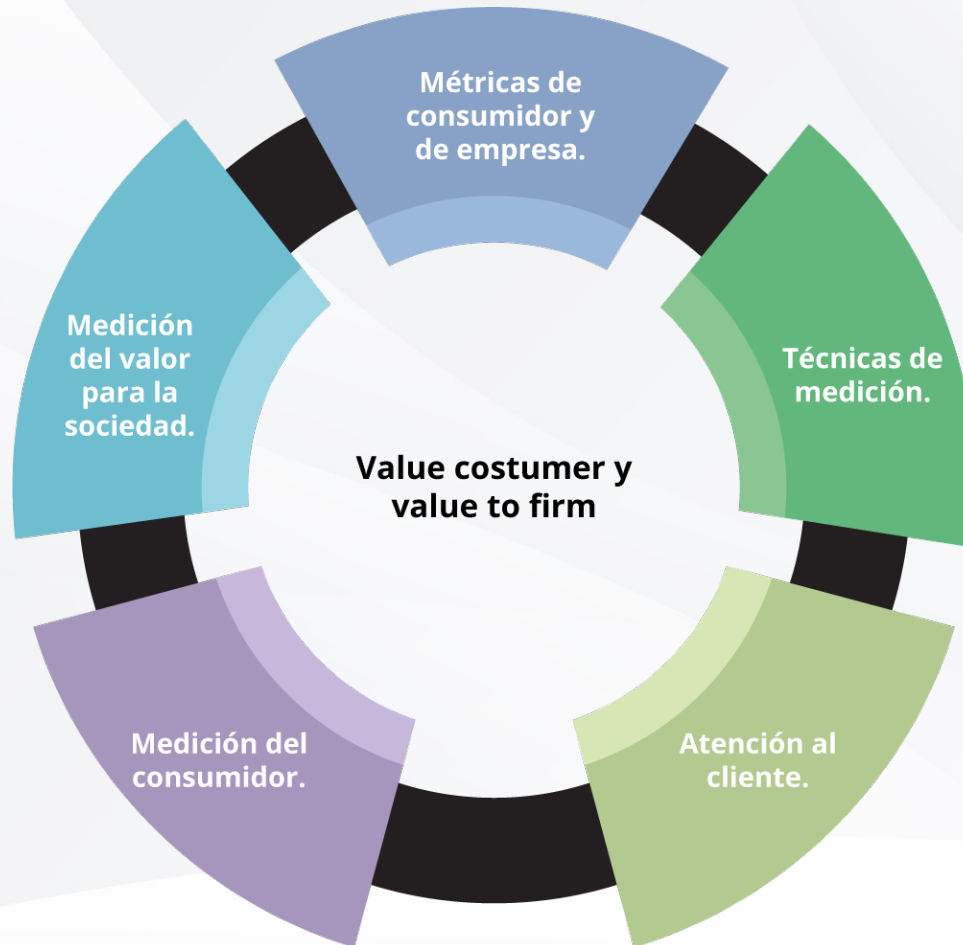 Métricas de
consumidor y
de empresa.
Técnicas de
medición.
Atención al
cliente.
Medición del
consumidor.
Medición
del valor
para la
sociedad.
Value costumer y
value to firm